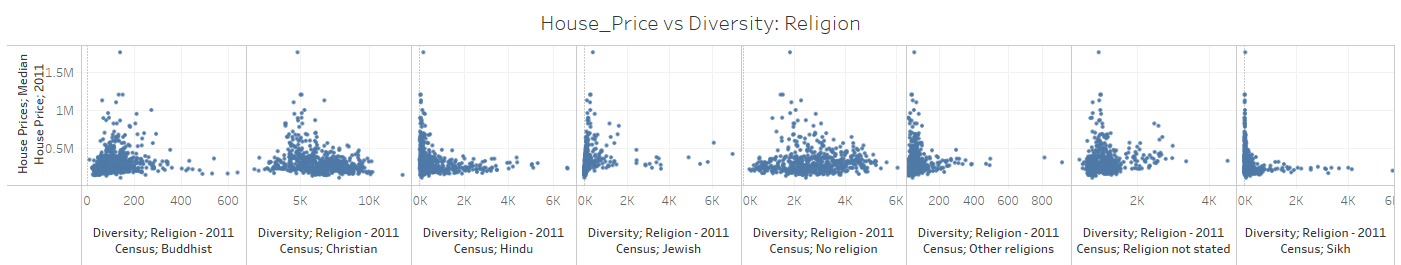 House_Price vs Diversity: Religion
House Prices; Median
House Price; 2011
1.5M
1M
0.5M
0 200 400 600
5K 10K
0K 2K 4K 6K
0K 2K 4K 6K
0K 2K 4K 6K
200 400 600 800
2K 4K
0K 2K 4K 6K
Diversity; Religion - 2011
Census; Buddhist
Diversity; Religion - 2011
Census; Christian
Diversity; Religion - 2011
Census; Hindu
Diversity; Religion - 2011
Census; Jewish
Diversity; Religion - 2011
Census; No religion
Diversity; Religion - 2011
Census; Other religions
Diversity; Religion - 2011
Census; Religion not stated
Diversity; Religion - 2011
Census; Sikh